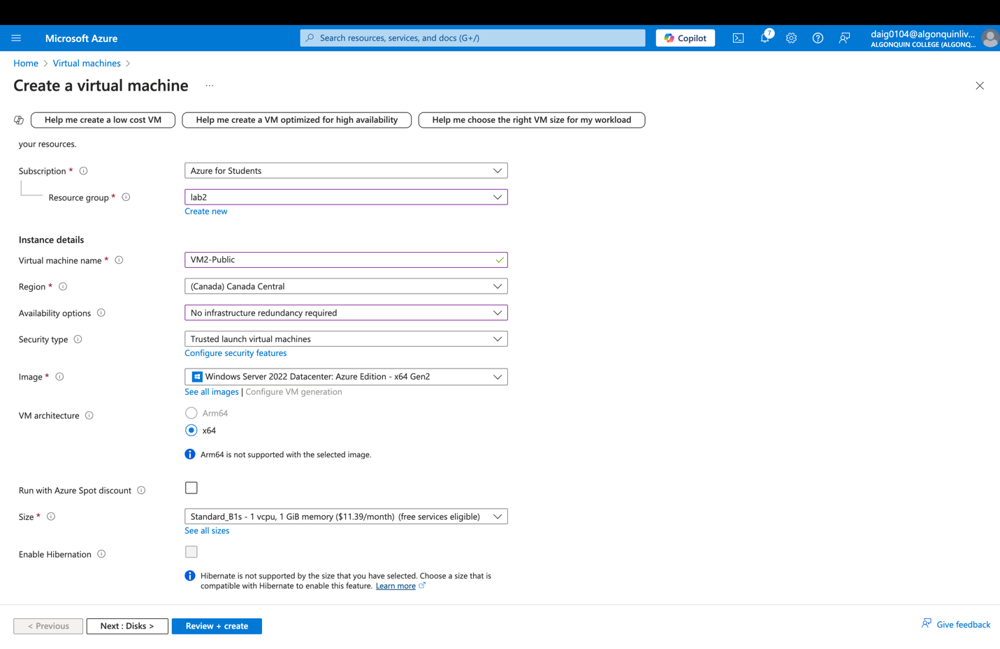 Microsoft Azure
Search resources, services, and docs (G+/)
Copilot
7
daig0104@algonquinliv...
ALGONQUIN COLLEGE (ALGONQ...
Home > Virtual machines >
Create a virtual machine ...
Help me create a low cost VM
Help me create a VM optimized for high availability
Help me choose the right VM size for my workload
your resources.
Subscription *
Azure for Students
Resource group *
lab2
Create new
Instance details
Virtual machine name *
VM2-Public
Region *
(Canada) Canada Central
Availability options
No infrastructure redundancy required
Security type
Trusted launch virtual machines
Configure security features
Image *
Windows Server 2022 Datacenter: Azure Edition - x64 Gen2
See all images | Configure VM generation
VM architecture
Arm64
x64
Arm64 is not supported with the selected image.
Run with Azure Spot discount
Size *
Standard_B1s - 1 vcpu, 1 GiB memory ($11.39/month) (free services eligible)
See all sizes
Enable Hibernation
Hibernate is not supported by the size that you have selected. Choose a size that is
compatible with Hibernate to enable this feature. Learn more
< Previous
Next : Disks >
Review + create
Give feedback